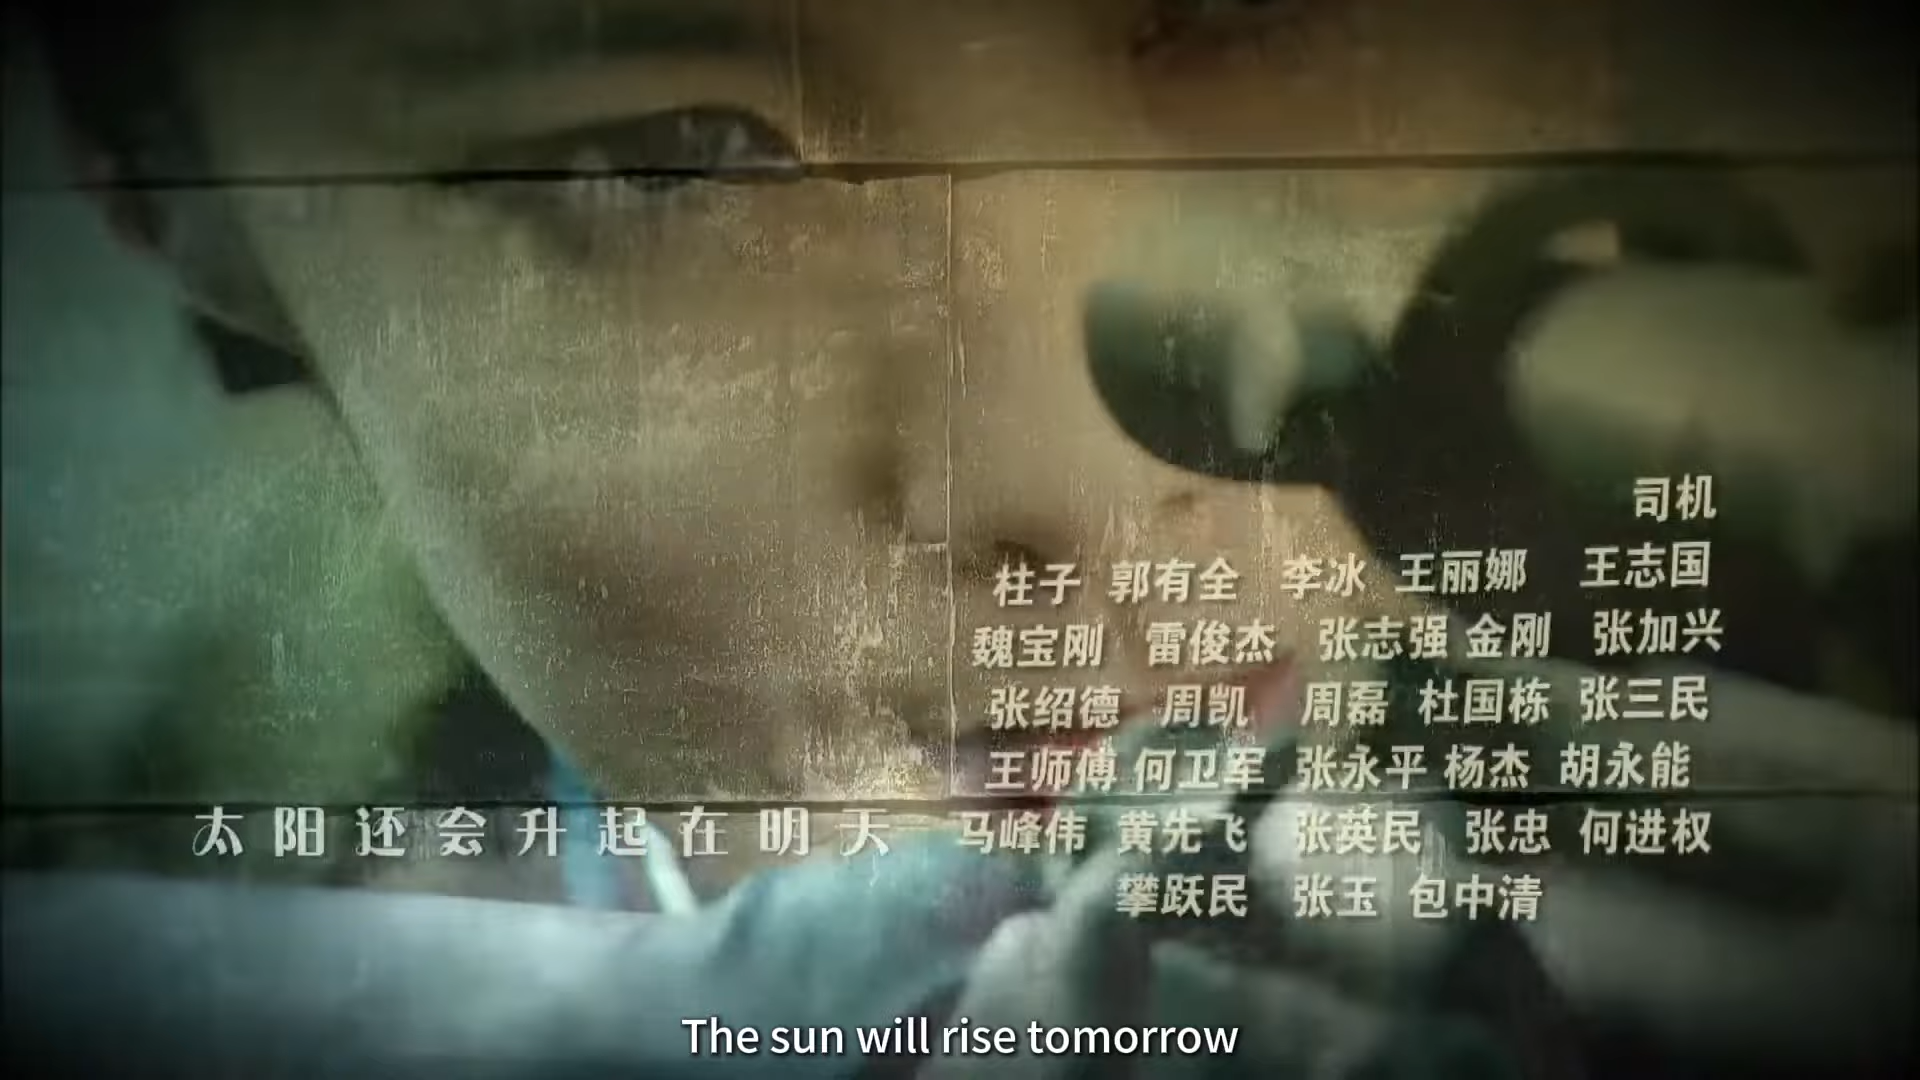 司机
柱子 郭有全 李冰 王丽娜 王志国
魏宝刚 雷俊杰 张志强 金刚 张加兴
张绍德 周凯 周磊 杜国栋 张三民
王师傅 何卫军 张永平 杨杰 胡永能
马峰伟 黄先飞 张英民 张忠 何进权
攀跃民 张玉 包中清
太阳还会升起在明天
The sun will rise tomorrow